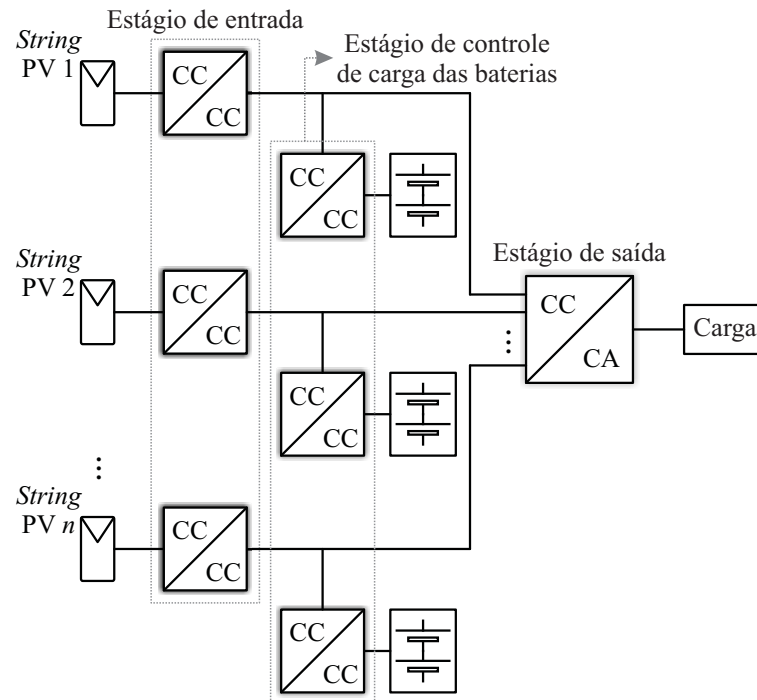 Estágio de entrada
String
PV 1
CC
CC
Estágio de controle
de carga das baterias
CC
CC
String
PV 2
CC
CC
Estágio de saída
CC
CA
Carga
...
CC
CC
...
String
PV n
CC
CC
CC
CC